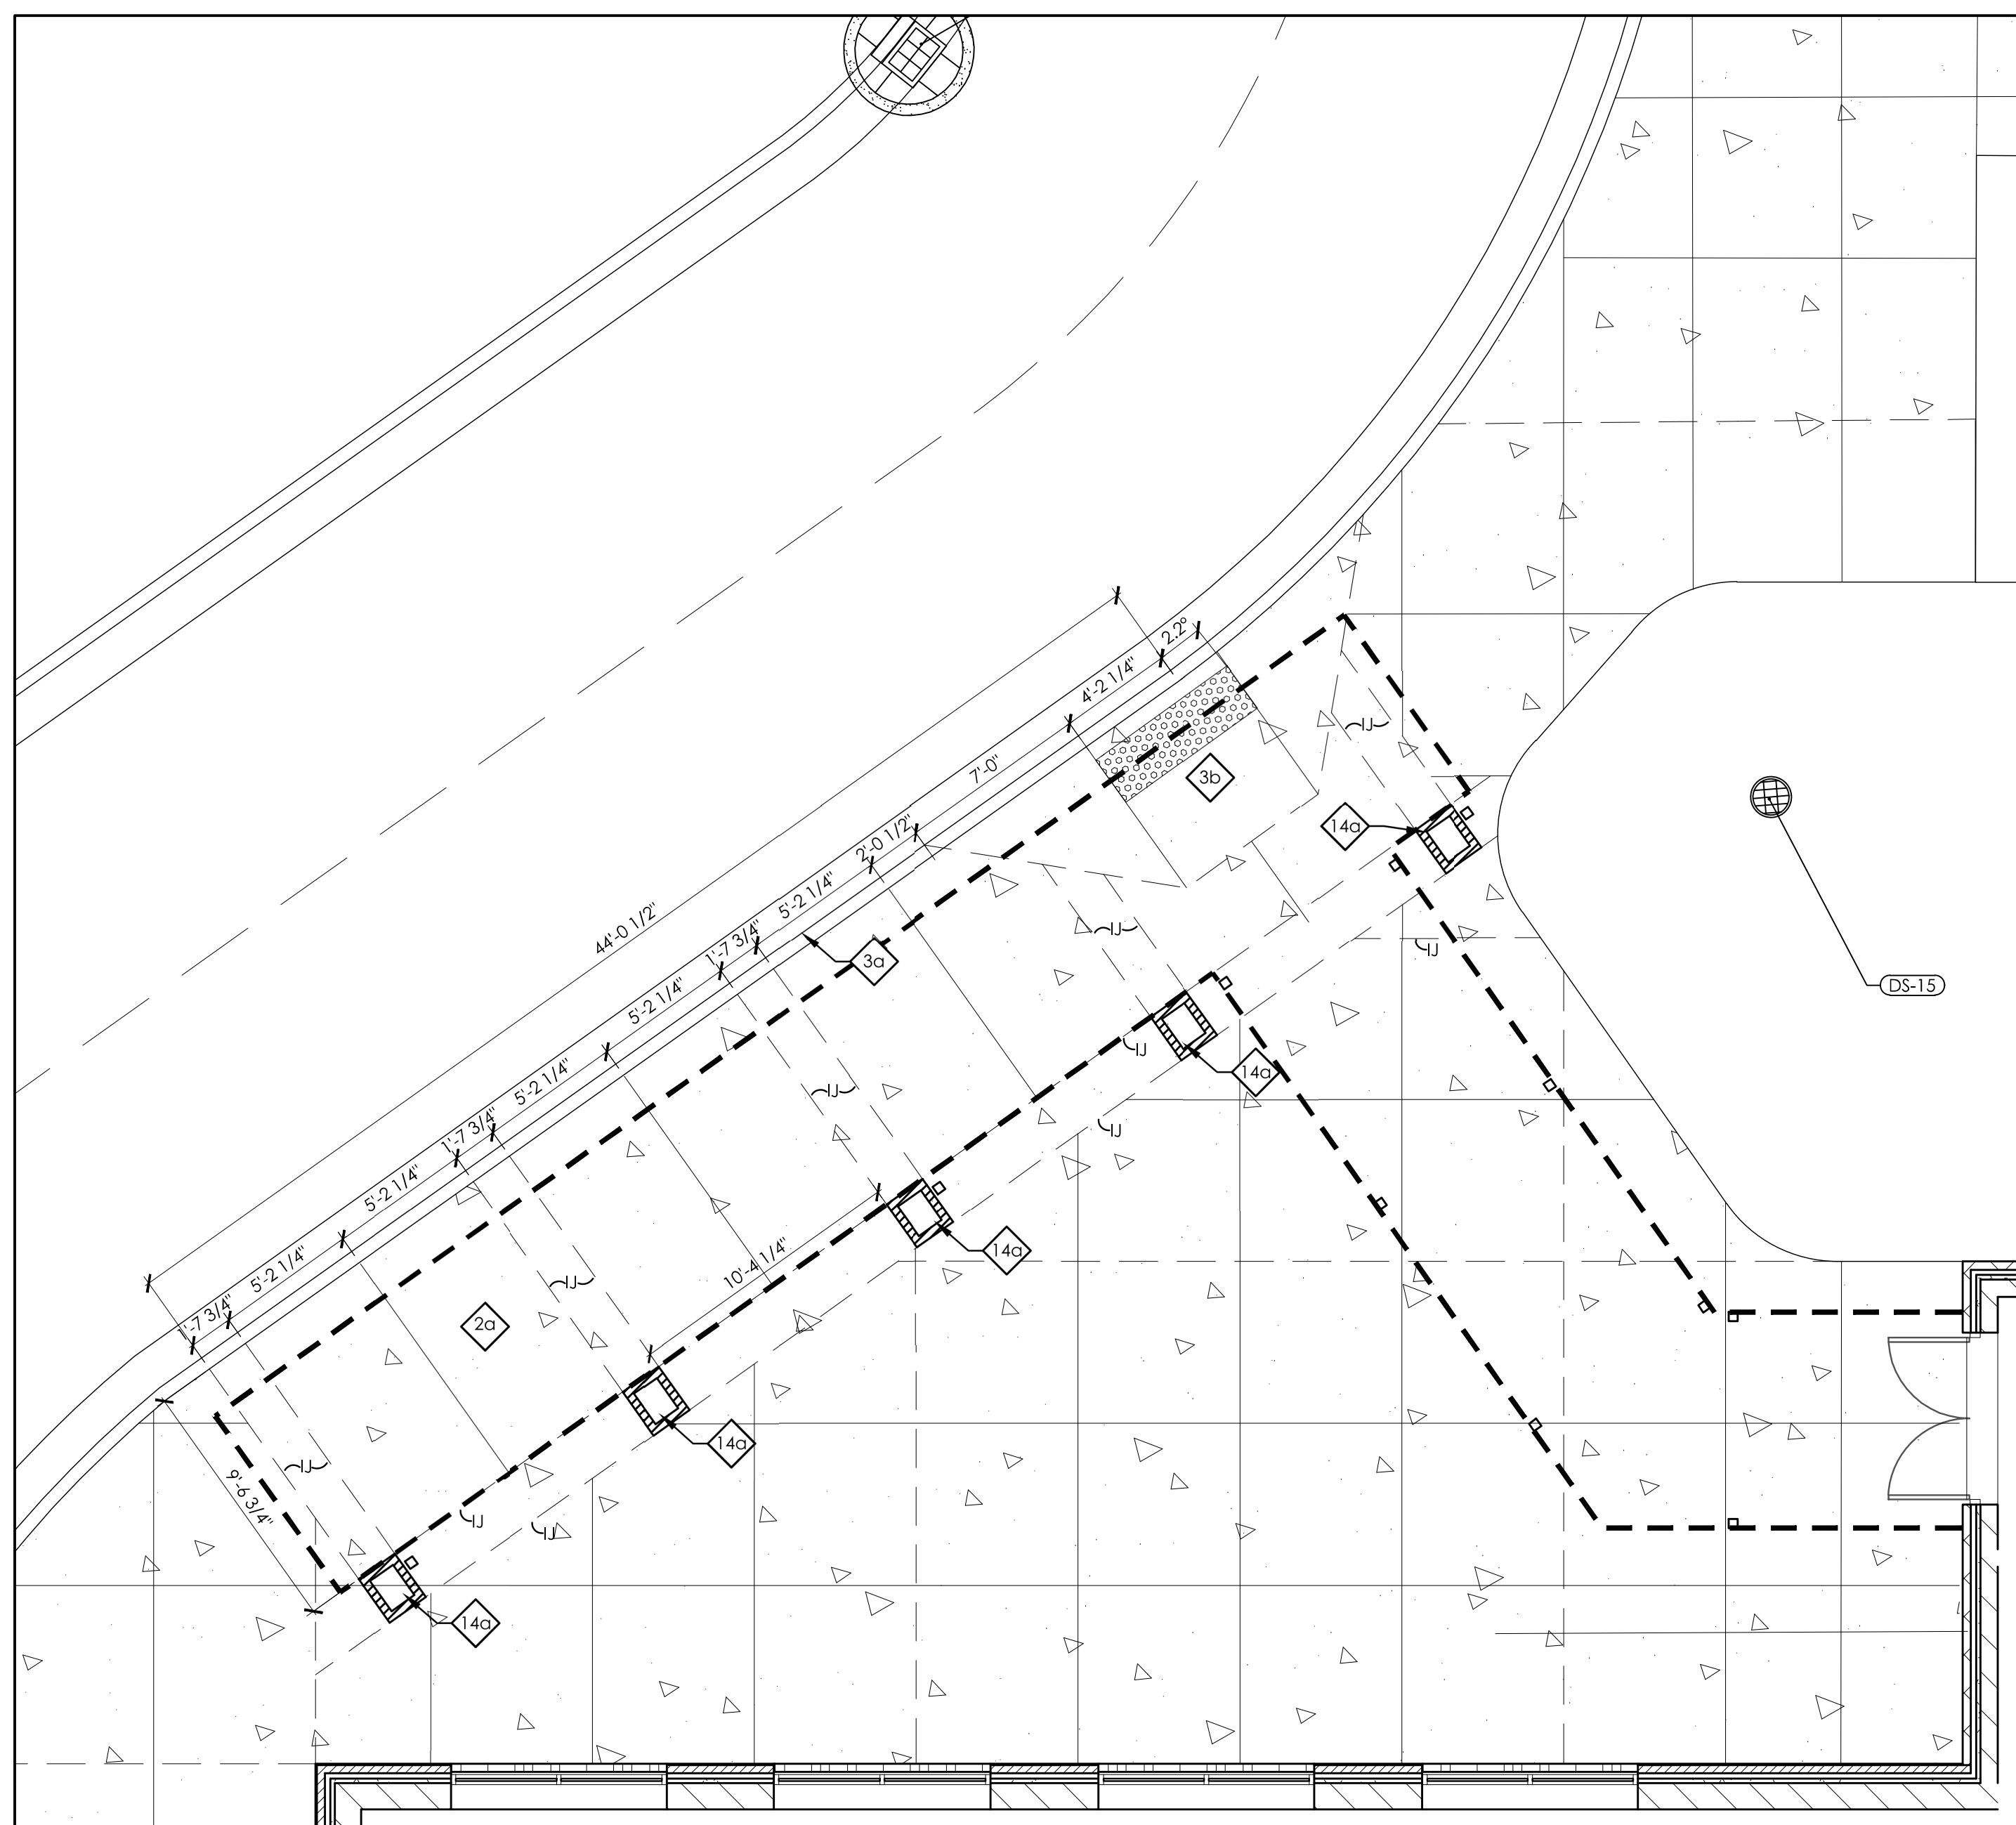 2.2°
4'-2 1/4"
7'-0"
IJ
3b
14a
2'-0 1/2"
5'-2 1/4"
44'-0 1/2"
1'-7 3/4"
3a
IJ
IJ
DS-15
5'-2 1/4"
IJ
14a
5'-2 1/4"
IJ
IJ
1'-7 3/4"
5'-2 1/4"
14a
10'-4 1/4"
5'-2 1/4"
IJ
1'-7 3/4"
2a
14a
IJ
9'-6 3/4"
IJ
IJ
14a